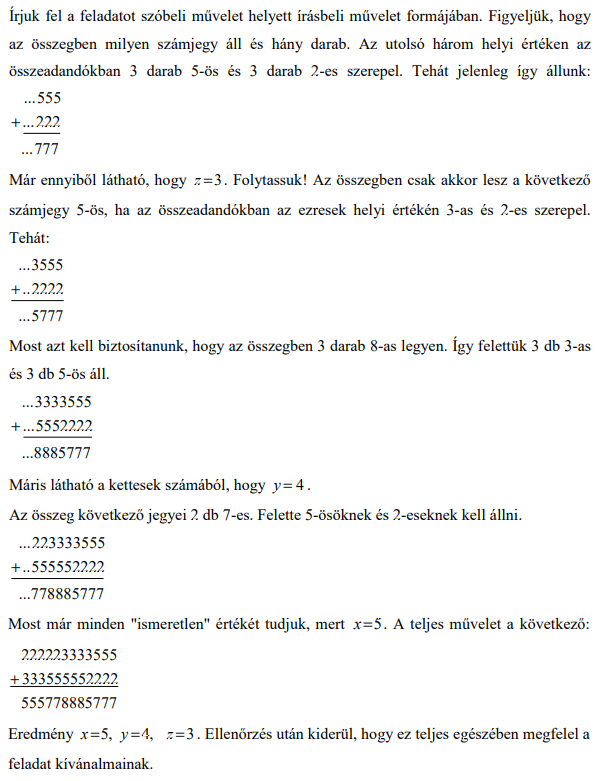 Írjuk fel a feladatot szóbeli művelet helyett írásbeli művelet formájában. Figyeljük, hogy
az összegben milyen számjegy áll és hány darab. Az utolsó három helyi értéken az
összeadandókban 3 darab 5-ös és 3 darab 2-es szerepel. Tehát jelenleg így állunk:
...555
+...222
...777
Már ennyiből látható, hogy z=3. Folytassuk! Az összegben csak akkor lesz a következő
számjegy 5-ös, ha az összeadandókban az ezresek helyi értékén 3-as és 2-es szerepel.
Tehát:
...3555
+..2222
...5777
Most azt kell biztosítanunk, hogy az összegben 3 darab 8-as legyen. Így felettük 3 db 3-as
és 3 db 5-ös áll.
...3333555
+...5552222
...8885777
Máris látható a kettesek számából, hogy y=4.
Az összeg következő jegyei 2 db 7-es. Felette 5-ösöknek és 2-eseknek kell állni.
...223333555
+..555552222
...778885777
Most már minden "ismeretlen" értékét tudjuk, mert x=5. A teljes művelet a következő:
222223333555
+333555552222
555778885777
Eredmény x=5, y=4, z=3. Ellenőrzés után kiderül, hogy ez teljes egészében megfelel a
feladat kívánalmainak.